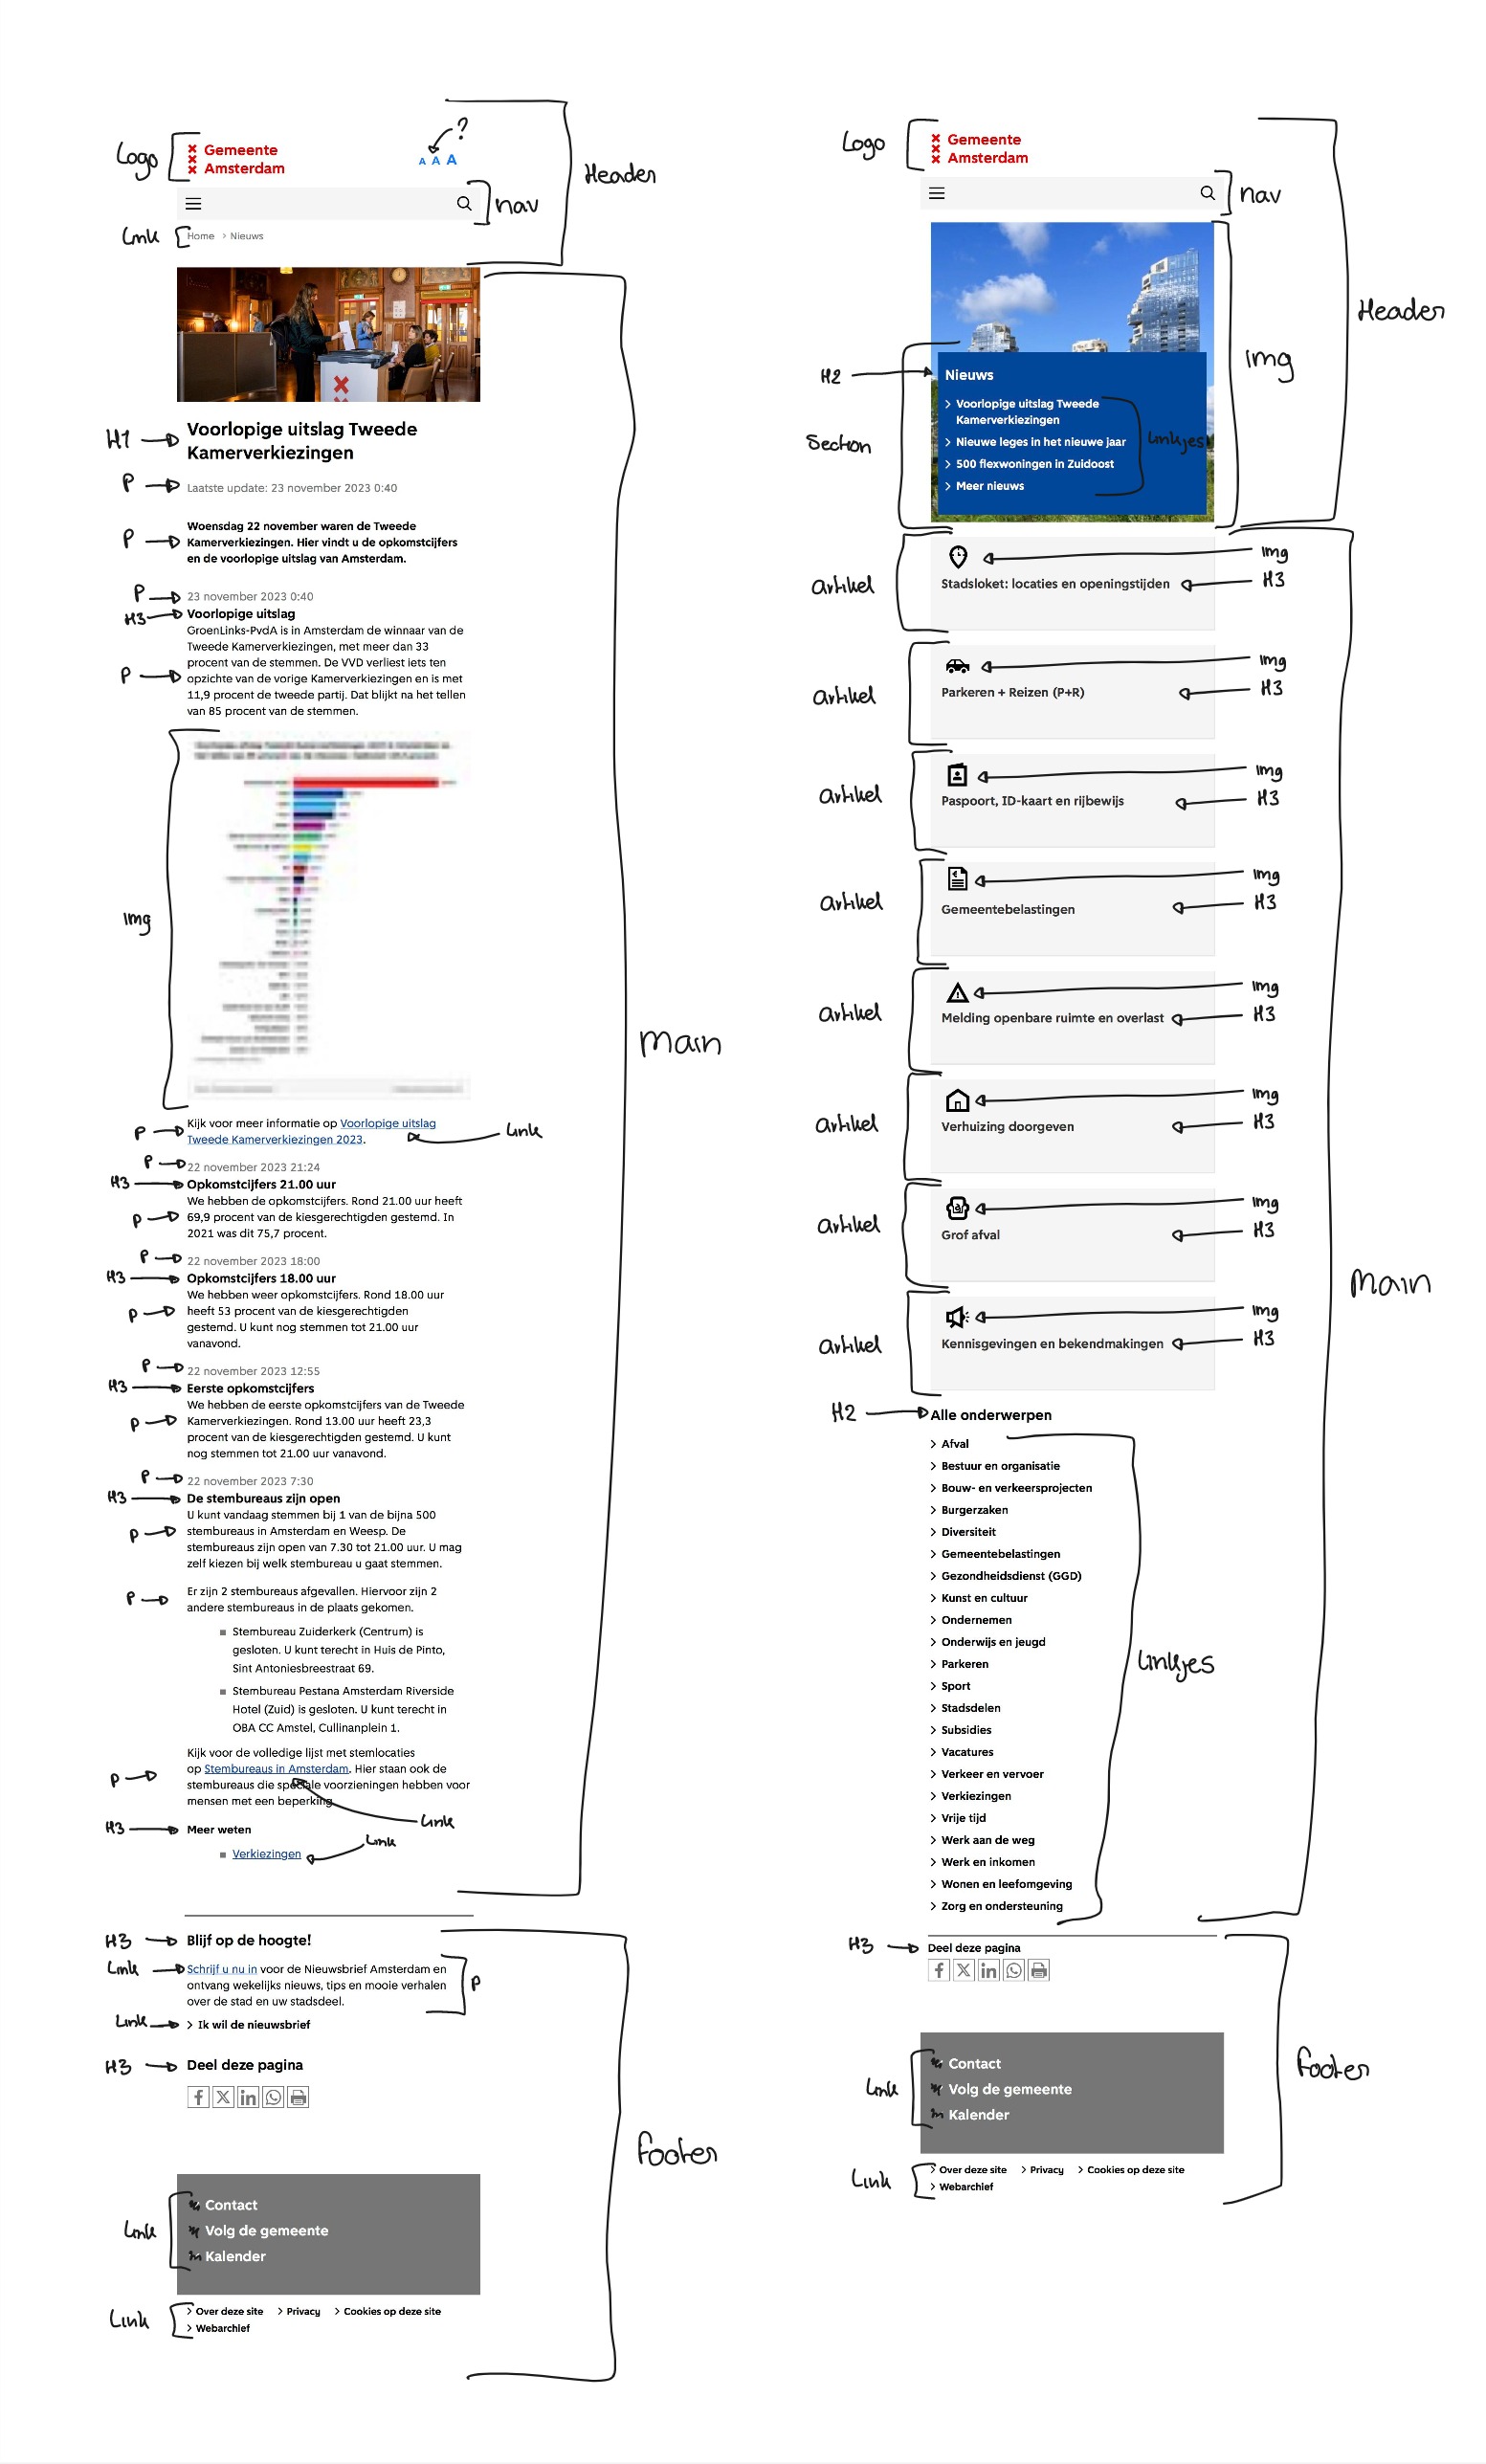 Logo
Gemeente
Amsterdam
?
A A A
Header
nav
Link
Home > Nieuws
H1
Voorlopige uitslag Tweede
Kamerverkiezingen
P
Laatste update: 23 november 2023 0:40
P
Woensdag 22 november waren de Tweede
Kamerverkiezingen. Hier vindt u de opkomstcijfers
en de voorlopige uitslag van Amsterdam.
P
23 november 2023 0:40
H3
Voorlopige uitslag
P
GroenLinks-PvdA is in Amsterdam de winnaar van de
Tweede Kamerverkiezingen, met meer dan 33
procent van de stemmen. De VVD verliest iets ten
opzichte van de vorige Kamerverkiezingen en is met
11,9 procent de tweede partij. Dat blijkt na het tellen
van 85 procent van de stemmen.
Img
Main
P
Kijk voor meer informatie op Voorlopige uitslag
Tweede Kamerverkiezingen 2023.
Link
P
22 november 2023 21:24
H3
Opkomstcijfers 21.00 uur
P
We hebben de opkomstcijfers. Rond 21.00 uur heeft
69,9 procent van de kiesgerechtigden gestemd. In
2021 was dit 75,7 procent.
P
22 november 2023 18:00
H3
Opkomstcijfers 18.00 uur
P
We hebben weer opkomstcijfers. Rond 18.00 uur
heeft 53 procent van de kiesgerechtigden
gestemd. U kunt nog stemmen tot 21.00 uur
vanavond.
P
22 november 2023 12:55
H3
Eerste opkomstcijfers
P
We hebben de eerste opkomstcijfers van de Tweede
Kamerverkiezingen. Rond 13.00 uur heeft 23,3
procent van de kiesgerechtigden gestemd. U kunt
nog stemmen tot 21.00 uur vanavond.
P
22 november 2023 7:30
H3
De stembureaus zijn open
P
U kunt vandaag stemmen bij 1 van de bijna 500
stembureaus in Amsterdam en Weesp. De
stembureaus zijn open van 7.30 tot 21.00 uur. U mag
zelf kiezen bij welk stembureau u gaat stemmen.
P
Er zijn 2 stembureaus afgevallen. Hiervoor zijn 2
andere stembureaus in de plaats gekomen.
Stembureau Zuiderkerk (Centrum) is
gesloten. U kunt terecht in Huis de Pinto,
Sint Antoniesbreestraat 69.
Stembureau Pestana Amsterdam Riverside
Hotel (Zuid) is gesloten. U kunt terecht in
OBA CC Amstel, Cullinanplein 1.
P
Kijk voor de volledige lijst met stemlocaties
op Stembureaus in Amsterdam. Hier staan ook de
stembureaus die speciale voorzieningen hebben voor
mensen met een beperking.
Link
H3
Meer weten
Link
Verkiezingen
H3
Blijf op de hoogte!
Link
Schrijf u nu in voor de Nieuwsbrief Amsterdam en
ontvang wekelijks nieuws, tips en mooie verhalen
over de stad en uw stadsdeel.
P
Link
> Ik wil de nieuwsbrief
H3
Deel deze pagina
Footer
Link
Contact
Volg de gemeente
Kalender
Link
> Over deze site > Privacy > Cookies op deze site
> Webarchief
Logo
Gemeente
Amsterdam
nav
Header
Img
H2
Nieuws
Section
> Voorlopige uitslag Tweede
Kamerverkiezingen
> Nieuwe leges in het nieuwe jaar
> 500 flexwoningen in Zuidoost
> Meer nieuws
Linkjes
artikel
Img
Stadsloket: locaties en openingstijden
H3
artikel
Img
Parkeren + Reizen (P+R)
H3
artikel
Img
Paspoort, ID-kaart en rijbewijs
H3
artikel
Img
Gemeentebelastingen
H3
artikel
Img
Melding openbare ruimte en overlast
H3
artikel
Img
Verhuizing doorgeven
H3
artikel
Img
Grof afval
H3
artikel
Img
Kennisgevingen en bekendmakingen
H3
Main
H2
Alle onderwerpen
> Afval
> Bestuur en organisatie
> Bouw- en verkeersprojecten
> Burgerzaken
> Diversiteit
> Gemeentebelastingen
> Gezondheidsdienst (GGD)
> Kunst en cultuur
> Ondernemen
> Onderwijs en jeugd
> Parkeren
> Sport
> Stadsdelen
> Subsidies
> Vacatures
> Verkeer en vervoer
> Verkiezingen
> Vrije tijd
> Werk aan de weg
> Werk en inkomen
> Wonen en leefomgeving
> Zorg en ondersteuning
Linkjes
H3
Deel deze pagina
Footer
Link
Contact
Volg de gemeente
Kalender
Link
> Over deze site > Privacy > Cookies op deze site
> Webarchief